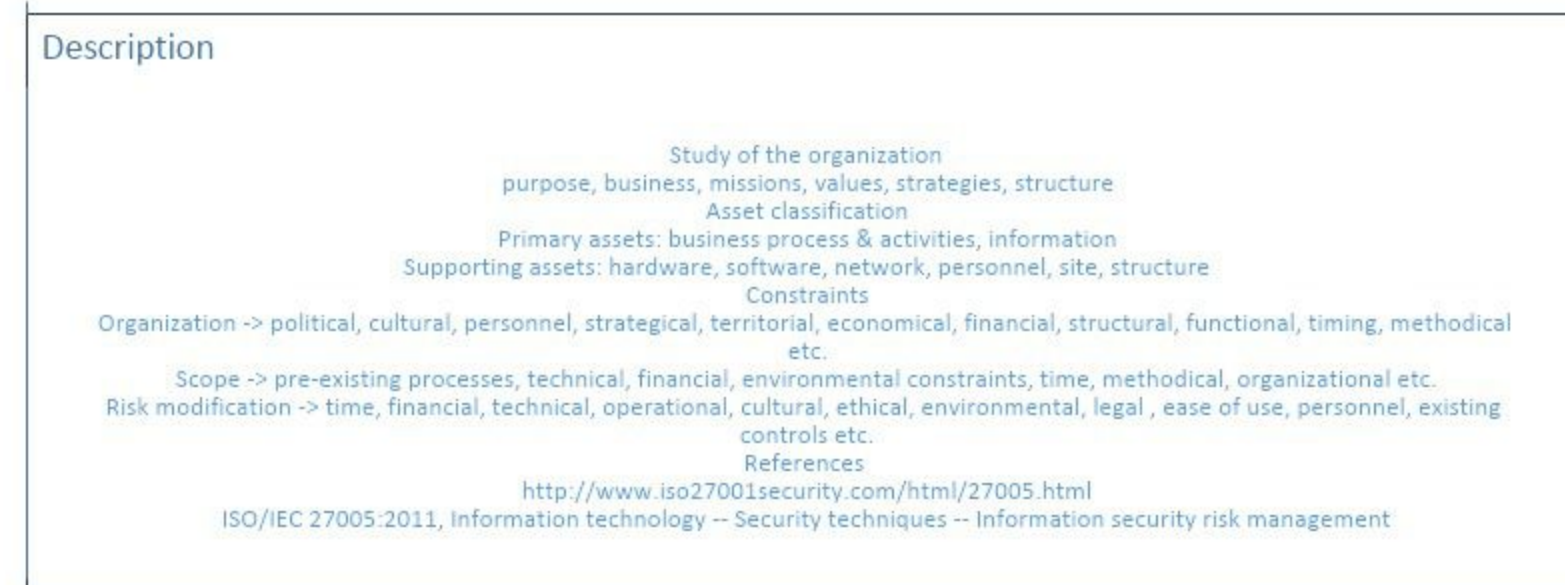 Description
Study of the organization
purpose, business, missions, values, strategies, structure
Asset classification
Primary assets: business process & activities, information
Supporting assets: hardware, software, network, personnel, site, structure
Constraints
Organization -> political, cultural, personnel, strategical, territorial, economical, financial, structural, functional, timing, methodical
etc.
Scope -> pre-existing processes, technical, financial, environmental constraints, time, methodical, organizational etc.
Risk modification -> time, financial, technical, operational, cultural, ethical, environmental, legal , ease of use, personnel, existing
controls etc.
References
http://www.iso27001security.com/html/27005.html
ISO/IEC 27005:2011, Information technology -- Security techniques -- Information security risk management